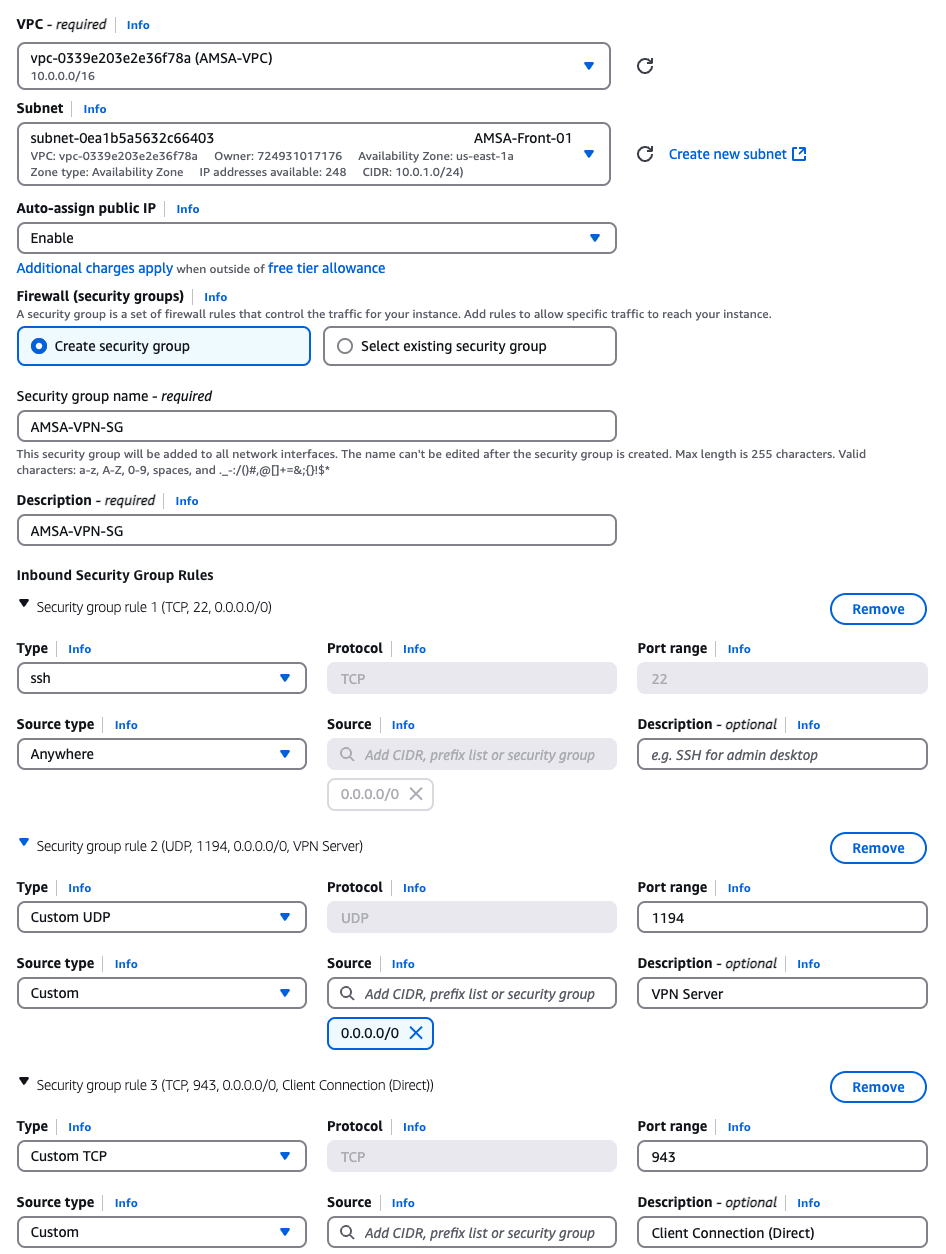 VPC - required Info
vpc-0339e203e2e36f78a (AMSA-VPC)
10.0.0.0/16
Subnet Info
subnet-0ea1b5a5632c66403 AMSA-Front-01
VPC: vpc-0339e203e2e36f78a Owner: 724931017176 Availability Zone: us-east-1a
Zone type: Availability Zone IP addresses available: 248 CIDR: 10.0.1.0/24)
Create new subnet
Auto-assign public IP Info
Enable
Additional charges apply when outside of free tier allowance
Firewall (security groups) Info
A security group is a set of firewall rules that control the traffic for your instance. Add rules to allow specific traffic to reach your instance.
Create security group Select existing security group
Security group name - required
AMSA-VPN-SG
This security group will be added to all network interfaces. The name can't be edited after the security group is created. Max length is 255 characters. Valid
characters: a-z, A-Z, 0-9, spaces, and ._-:/()#,@[]+=&;{}!$*
Description - required Info
AMSA-VPN-SG
Inbound Security Group Rules
Security group rule 1 (TCP, 22, 0.0.0.0/0) Remove
Type Info Protocol Info Port range Info
ssh TCP 22
Source type Info Source Info Description - optional Info
Anywhere Add CIDR, prefix list or security group e.g. SSH for admin desktop
0.0.0.0/0
Security group rule 2 (UDP, 1194, 0.0.0.0/0, VPN Server) Remove
Type Info Protocol Info Port range Info
Custom UDP UDP 1194
Source type Info Source Info Description - optional Info
Custom Add CIDR, prefix list or security group VPN Server
0.0.0.0/0
Security group rule 3 (TCP, 943, 0.0.0.0/0, Client Connection (Direct)) Remove
Type Info Protocol Info Port range Info
Custom TCP TCP 943
Source type Info Source Info Description - optional Info
Custom Add CIDR, prefix list or security group Client Connection (Direct)